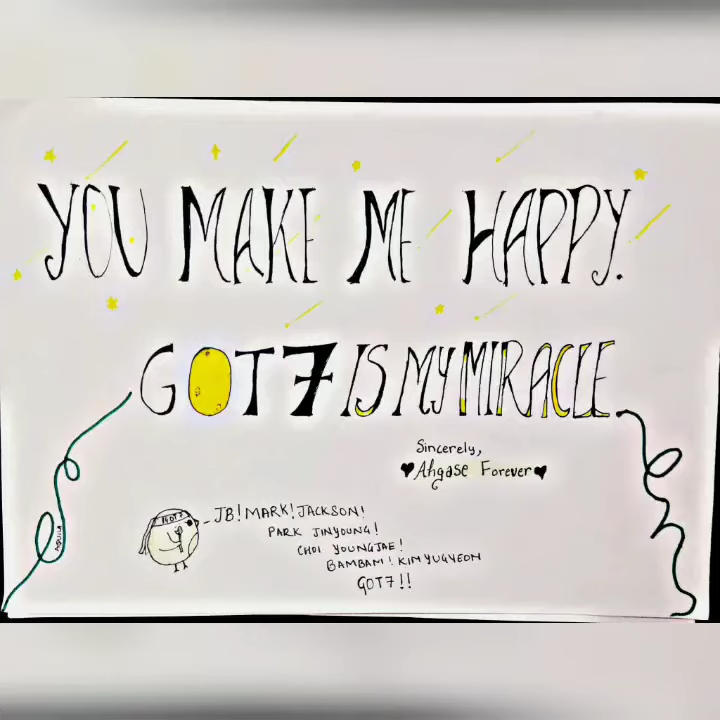 YOU MAKE ME HAPPY.
GOT7 IS MY MIRACLE.
Sincerely,
♥Ahgase Forever♥
IGOT7
JB! MARK! JACKSON!
PARK JINYOUNG!
CHOI YOUNGJAE!
BAMBAM! KIM YUGYEOM
GOT7!!